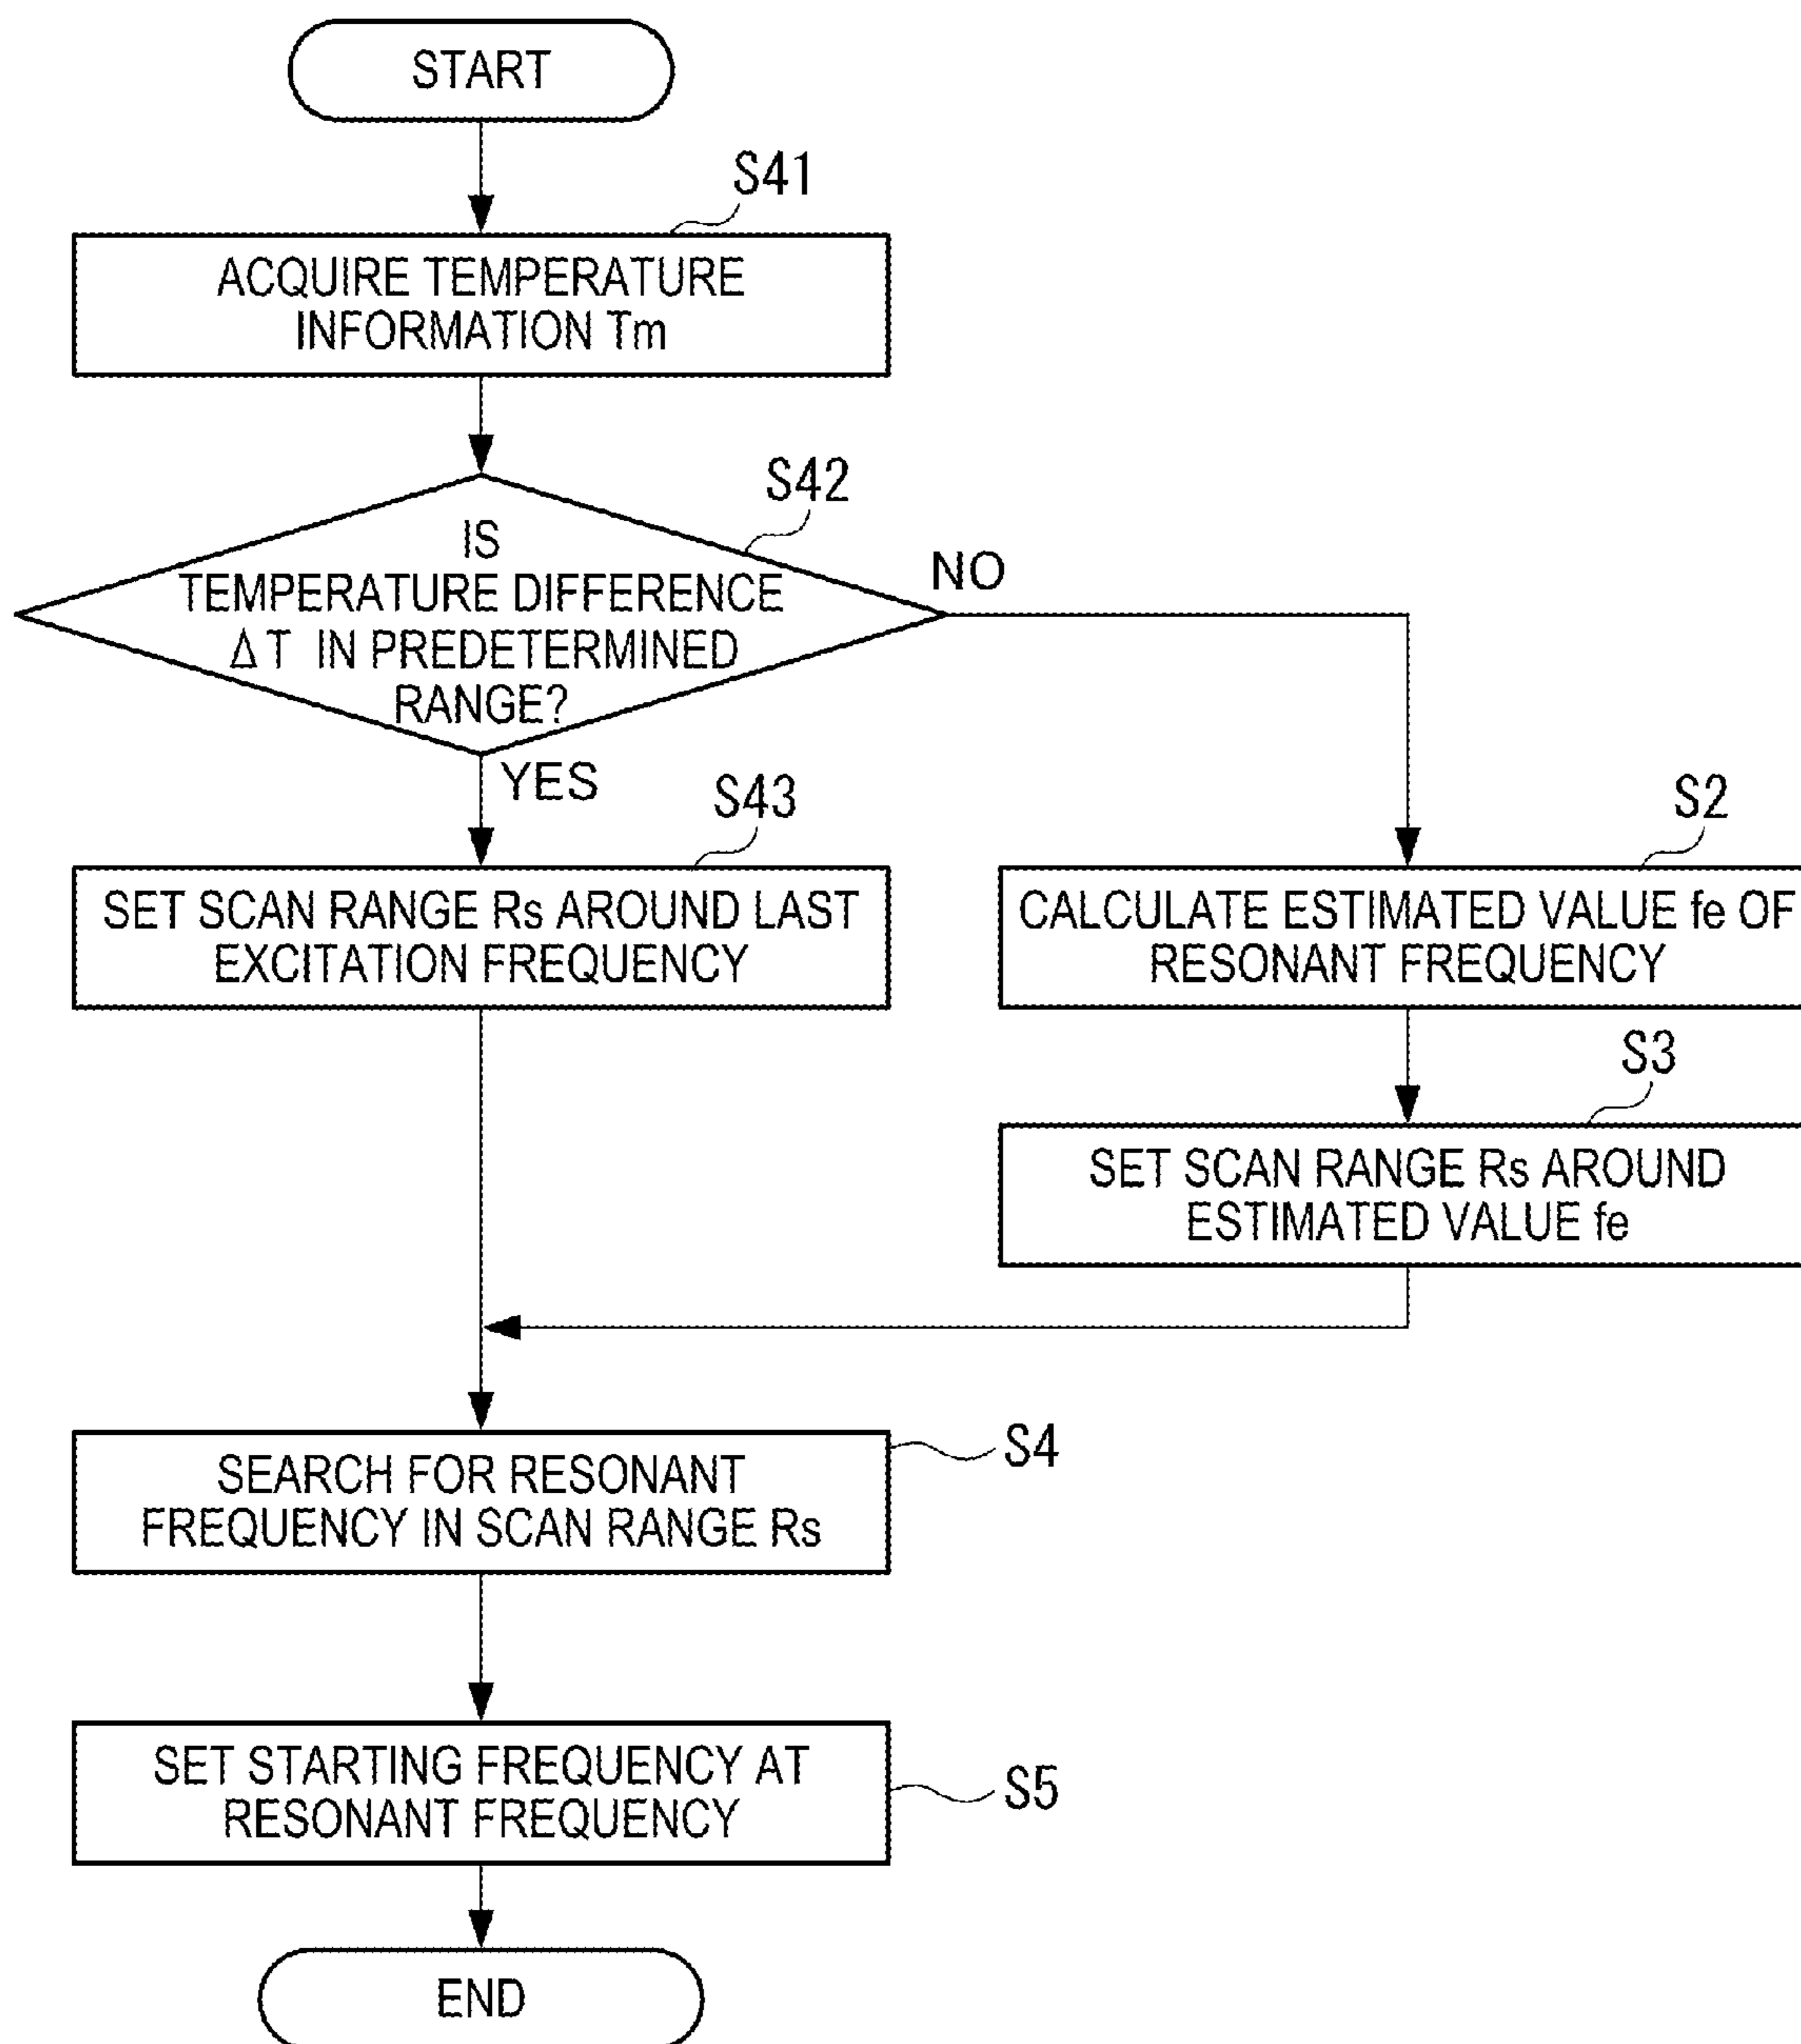 START
S41
ACQUIRE TEMPERATURE
INFORMATION Tm
S42
IS
TEMPERATURE DIFFERENCE
ΔT IN PREDETERMINED
RANGE?
NO
YES
S43
SET SCAN RANGE Rs AROUND LAST
EXCITATION FREQUENCY
S2
CALCULATE ESTIMATED VALUE fe OF
RESONANT FREQUENCY
S3
SET SCAN RANGE Rs AROUND
ESTIMATED VALUE fe
S4
SEARCH FOR RESONANT
FREQUENCY IN SCAN RANGE Rs
S5
SET STARTING FREQUENCY AT
RESONANT FREQUENCY
END